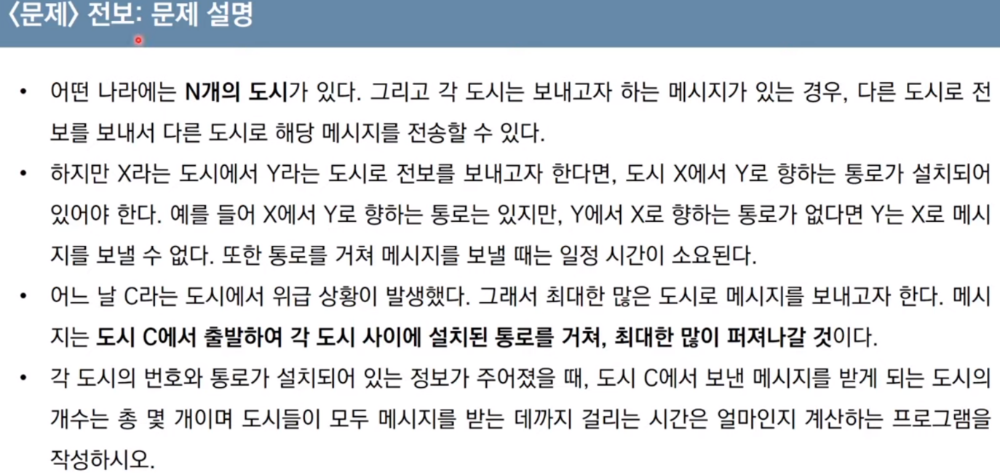 <문제> 전보: 문제 설명
• 어떤 나라에는 N개의 도시가 있다. 그리고 각 도시는 보내고자 하는 메시지가 있는 경우, 다른 도시로 전
보를 보내서 다른 도시로 해당 메시지를 전송할 수 있다.
• 하지만 X라는 도시에서 Y라는 도시로 전보를 보내고자 한다면, 도시 X에서 Y로 향하는 통로가 설치되어
있어야 한다. 예를 들어 X에서 Y로 향하는 통로는 있지만, Y에서 X로 향하는 통로가 없다면 Y는 X로 메시
지를 보낼 수 없다. 또한 통로를 거쳐 메시지를 보낼 때는 일정 시간이 소요된다.
• 어느 날 C라는 도시에서 위급 상황이 발생했다. 그래서 최대한 많은 도시로 메시지를 보내고자 한다. 메시
지는 도시 C에서 출발하여 각 도시 사이에 설치된 통로를 거쳐, 최대한 많이 퍼져나갈 것이다.
• 각 도시의 번호와 통로가 설치되어 있는 정보가 주어졌을 때, 도시 C에서 보낸 메시지를 받게 되는 도시의
개수는 총 몇 개이며 도시들이 모두 메시지를 받는 데까지 걸리는 시간은 얼마인지 계산하는 프로그램을
작성하시오.